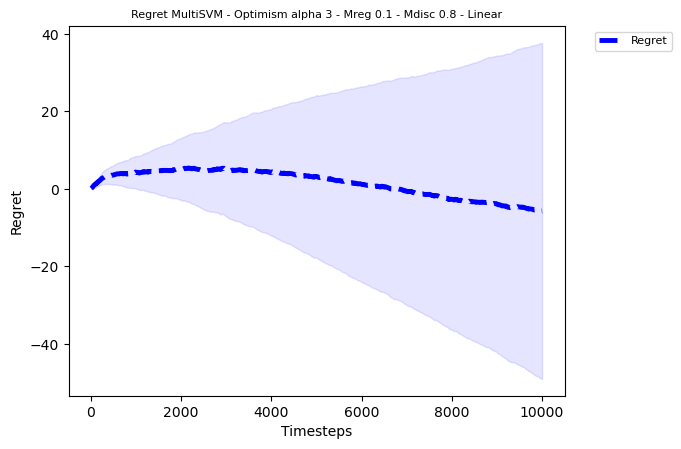 Regret MultiSVM - Optimism alpha 3 - Mreg 0.1 - Mdisc 0.8 - Linear
Regret
40
20
0
−20
−40
Regret
0
2000
4000
6000
8000
10000
Timesteps